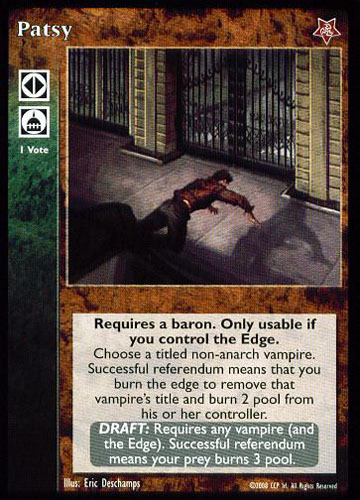 Patsy
1 Vote
Requires a baron. Only usable if
you control the Edge.
Choose a titled non-anarch vampire.
Successful referendum means that you
burn the edge to remove that
vampire's title and burn 2 pool from
his or her controller.
DRAFT: Requires any vampire (and
the Edge). Successful referendum
means your prey burns 3 pool.
Illus: Eric Deschamps ©2008 CCP hf. All Rights Reserved